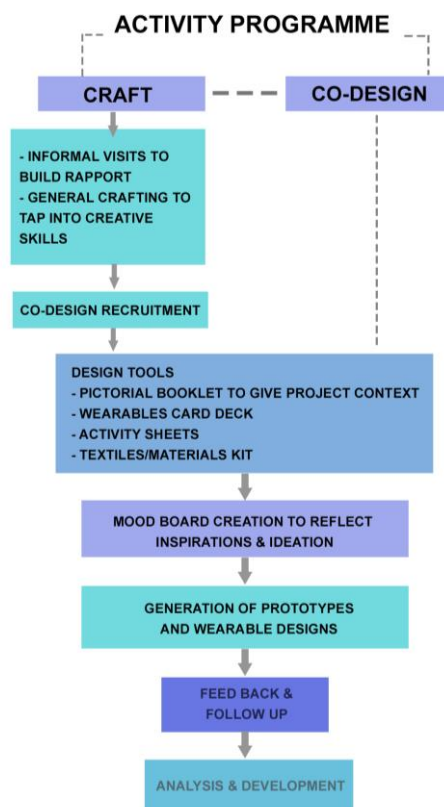 ACTIVITY PROGRAMME
CRAFT
CO-DESIGN
- INFORMAL VISITS TO
BUILD RAPPORT
- GENERAL CRAFTING TO
TAP INTO CREATIVE
SKILLS
CO-DESIGN RECRUITMENT
DESIGN TOOLS
- PICTORIAL BOOKLET TO GIVE PROJECT CONTEXT
- WEARABLES CARD DECK
- ACTIVITY SHEETS
- TEXTILES/MATERIALS KIT
MOOD BOARD CREATION TO REFLECT
INSPIRATIONS & IDEATION
GENERATION OF PROTOTYPES
AND WEARABLE DESIGNS
FEED BACK &
FOLLOW UP
ANALYSIS & DEVELOPMENT